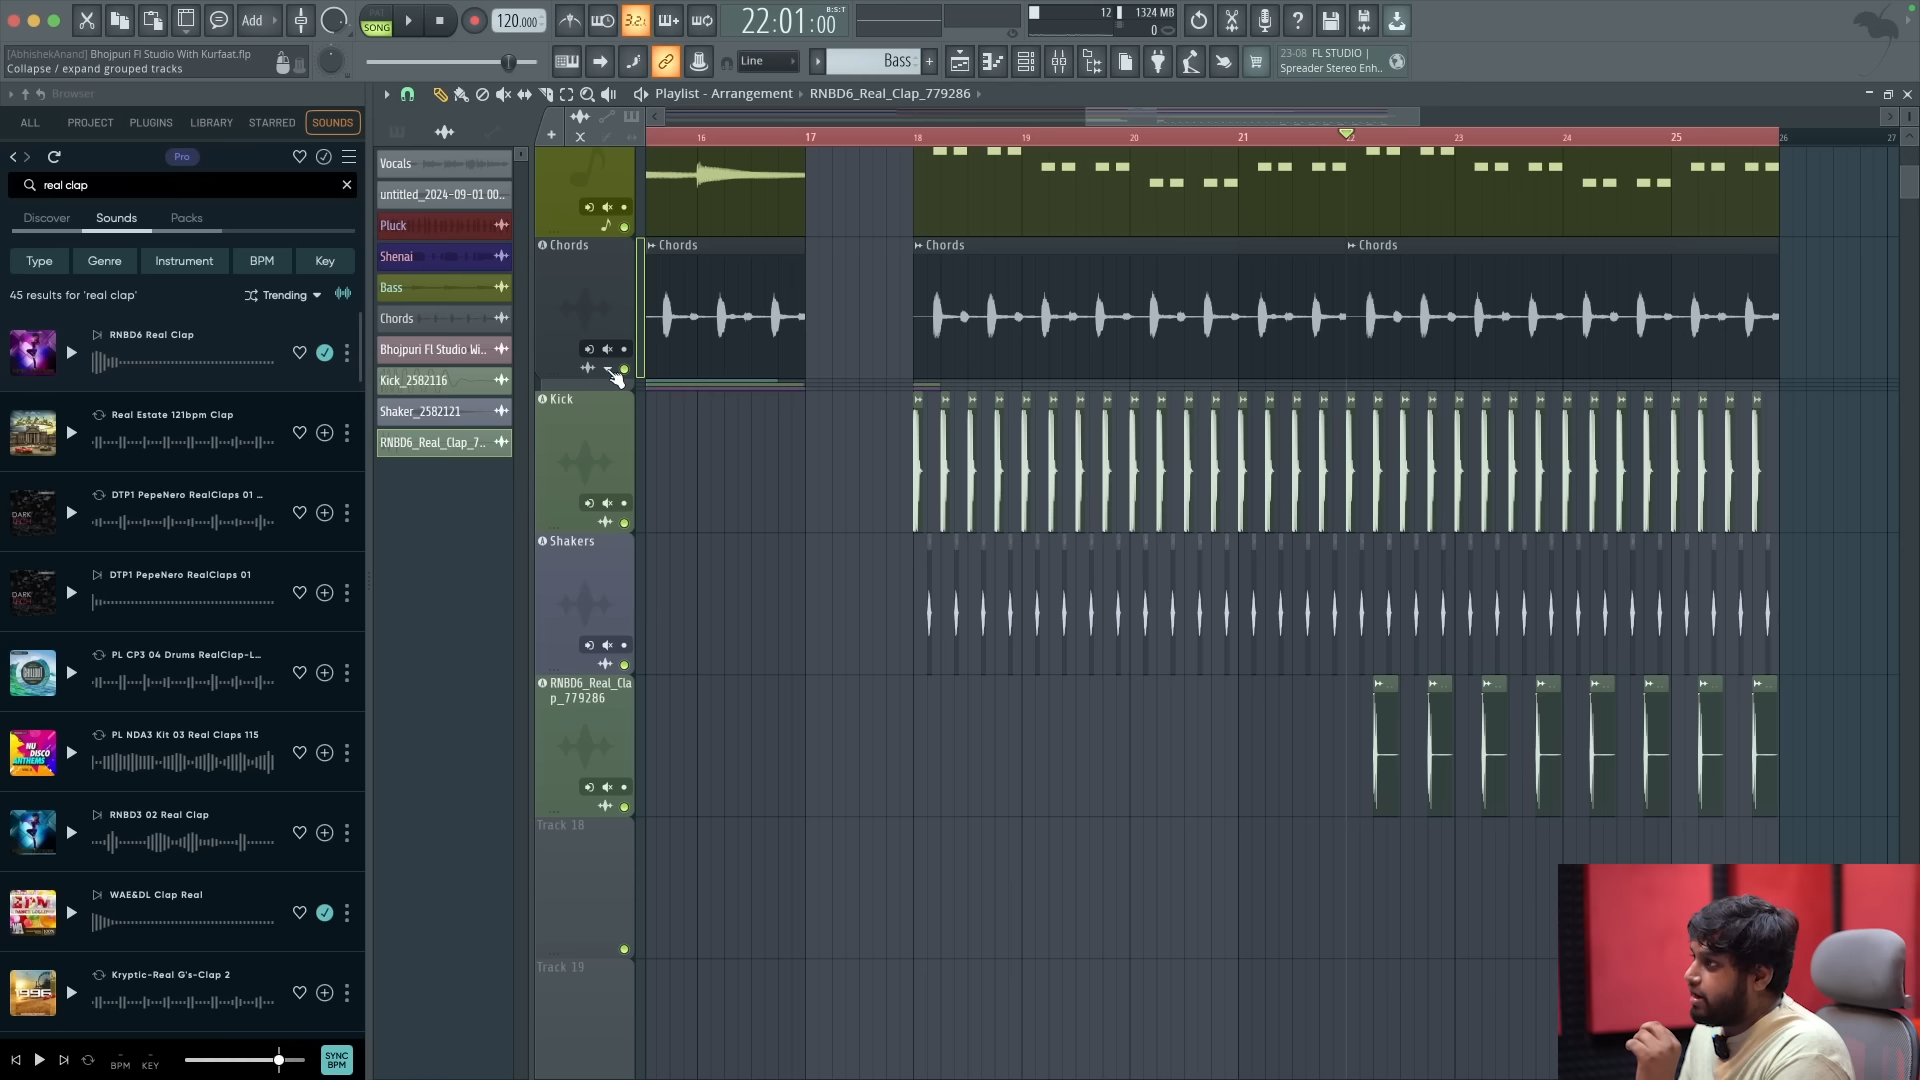 Add
PAT
SONG
120.000
3.2.
22:01:00
B:S:T
12
1324 MB
0
[AbhishekAnand] Bhojpuri Fl Studio With Kurfaat.flp
Collapse / expand grouped tracks
Line
Bass
23-08 FL STUDIO |
Spreader Stereo Enh..
Browser
Playlist - Arrangement
RNBD6_Real_Clap_779286
ALL
PROJECT
PLUGINS
LIBRARY
STARRED
SOUNDS
Pro
real clap
Discover
Sounds
Packs
Type
Genre
Instrument
BPM
Key
45 results for 'real clap'
Trending
RNBD6 Real Clap
Real Estate 121bpm Clap
DTP1 PepeNero RealClaps 01 ...
DTP1 PepeNero RealClaps 01
PL CP3 04 Drums RealClap-L...
PL NDA3 Kit 03 Real Claps 115
RNBD3 02 Real Clap
WAE&DL Clap Real
Kryptic-Real G's-Clap 2
BPM
KEY
SYNC
BPM
Vocals
untitled_2024-09-01 00..
Pluck
Shenai
Bass
Chords
Bhojpuri Fl Studio Wi..
Kick_2582116
Shaker_2582121
RNBD6_Real_Clap_7..
16
17
18
19
20
21
22
23
24
25
26
27
Chords
Chords
Chords
Chords
Kick
Shakers
RNBD6_Real_Cla
p_779286
Track 18
Track 19